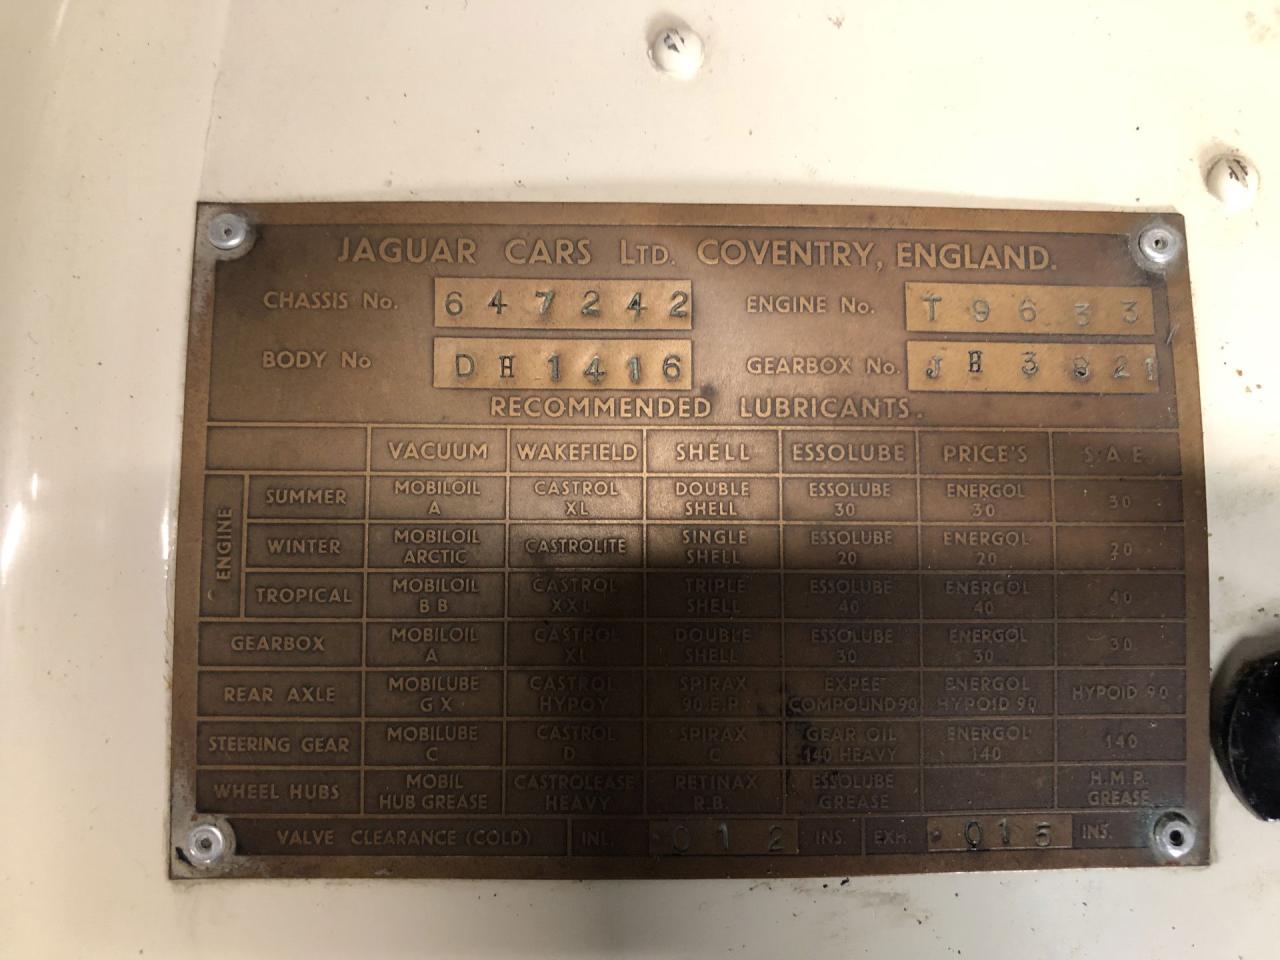 JAGUAR CARS LTD. COVENTRY, ENGLAND.
CHASSIS No. 647242 ENGINE No. T9633
BODY No DH1416 GEARBOX No. JH3821
RECOMMENDED LUBRICANTS.
VACUUM WAKEFIELD SHELL ESSOLUBE PRICE'S S.A.E.
ENGINE
SUMMER MOBILOIL A CASTROL XL DOUBLE SHELL ESSOLUBE 30 ENERGOL 30 30
WINTER MOBILOIL ARCTIC CASTROLITE SINGLE SHELL ESSOLUBE 20 ENERGOL 20 20
TROPICAL MOBILOIL B B CASTROL XXL TRIPLE SHELL ESSOLUBE 40 ENERGOL 40 40
GEARBOX MOBILOIL A CASTROL XL DOUBLE SHELL ESSOLUBE 30 ENERGOL 30 30
REAR AXLE MOBILUBE G X CASTROL HYPOY SPIRAX 90 E.P. EXPEE COMPOUND 90 ENERGOL HYPOID 90 HYPOID 90
STEERING GEAR MOBILUBE C CASTROL D SPIRAX C GEAR OIL 140 HEAVY ENERGOL 140 140
WHEEL HUBS MOBIL HUB GREASE CASTROLEASE HEAVY RETINAX R.B. ESSOLUBE GREASE H.M.P. GREASE
VALVE CLEARANCE (COLD) INL. 012 INS. EXH. .015 INS.